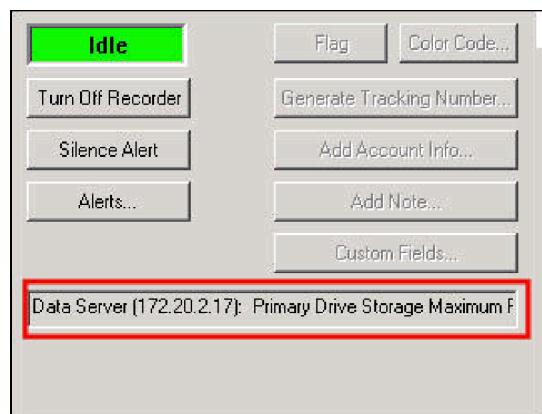 Idle
Flag
Color Code...
Turn Off Recorder
Generate Tracking Number...
Silence Alert
Add Account Info...
Alerts...
Add Note...
Custom Fields...
Data Server (172.20.2.17): Primary Drive Storage Maximum